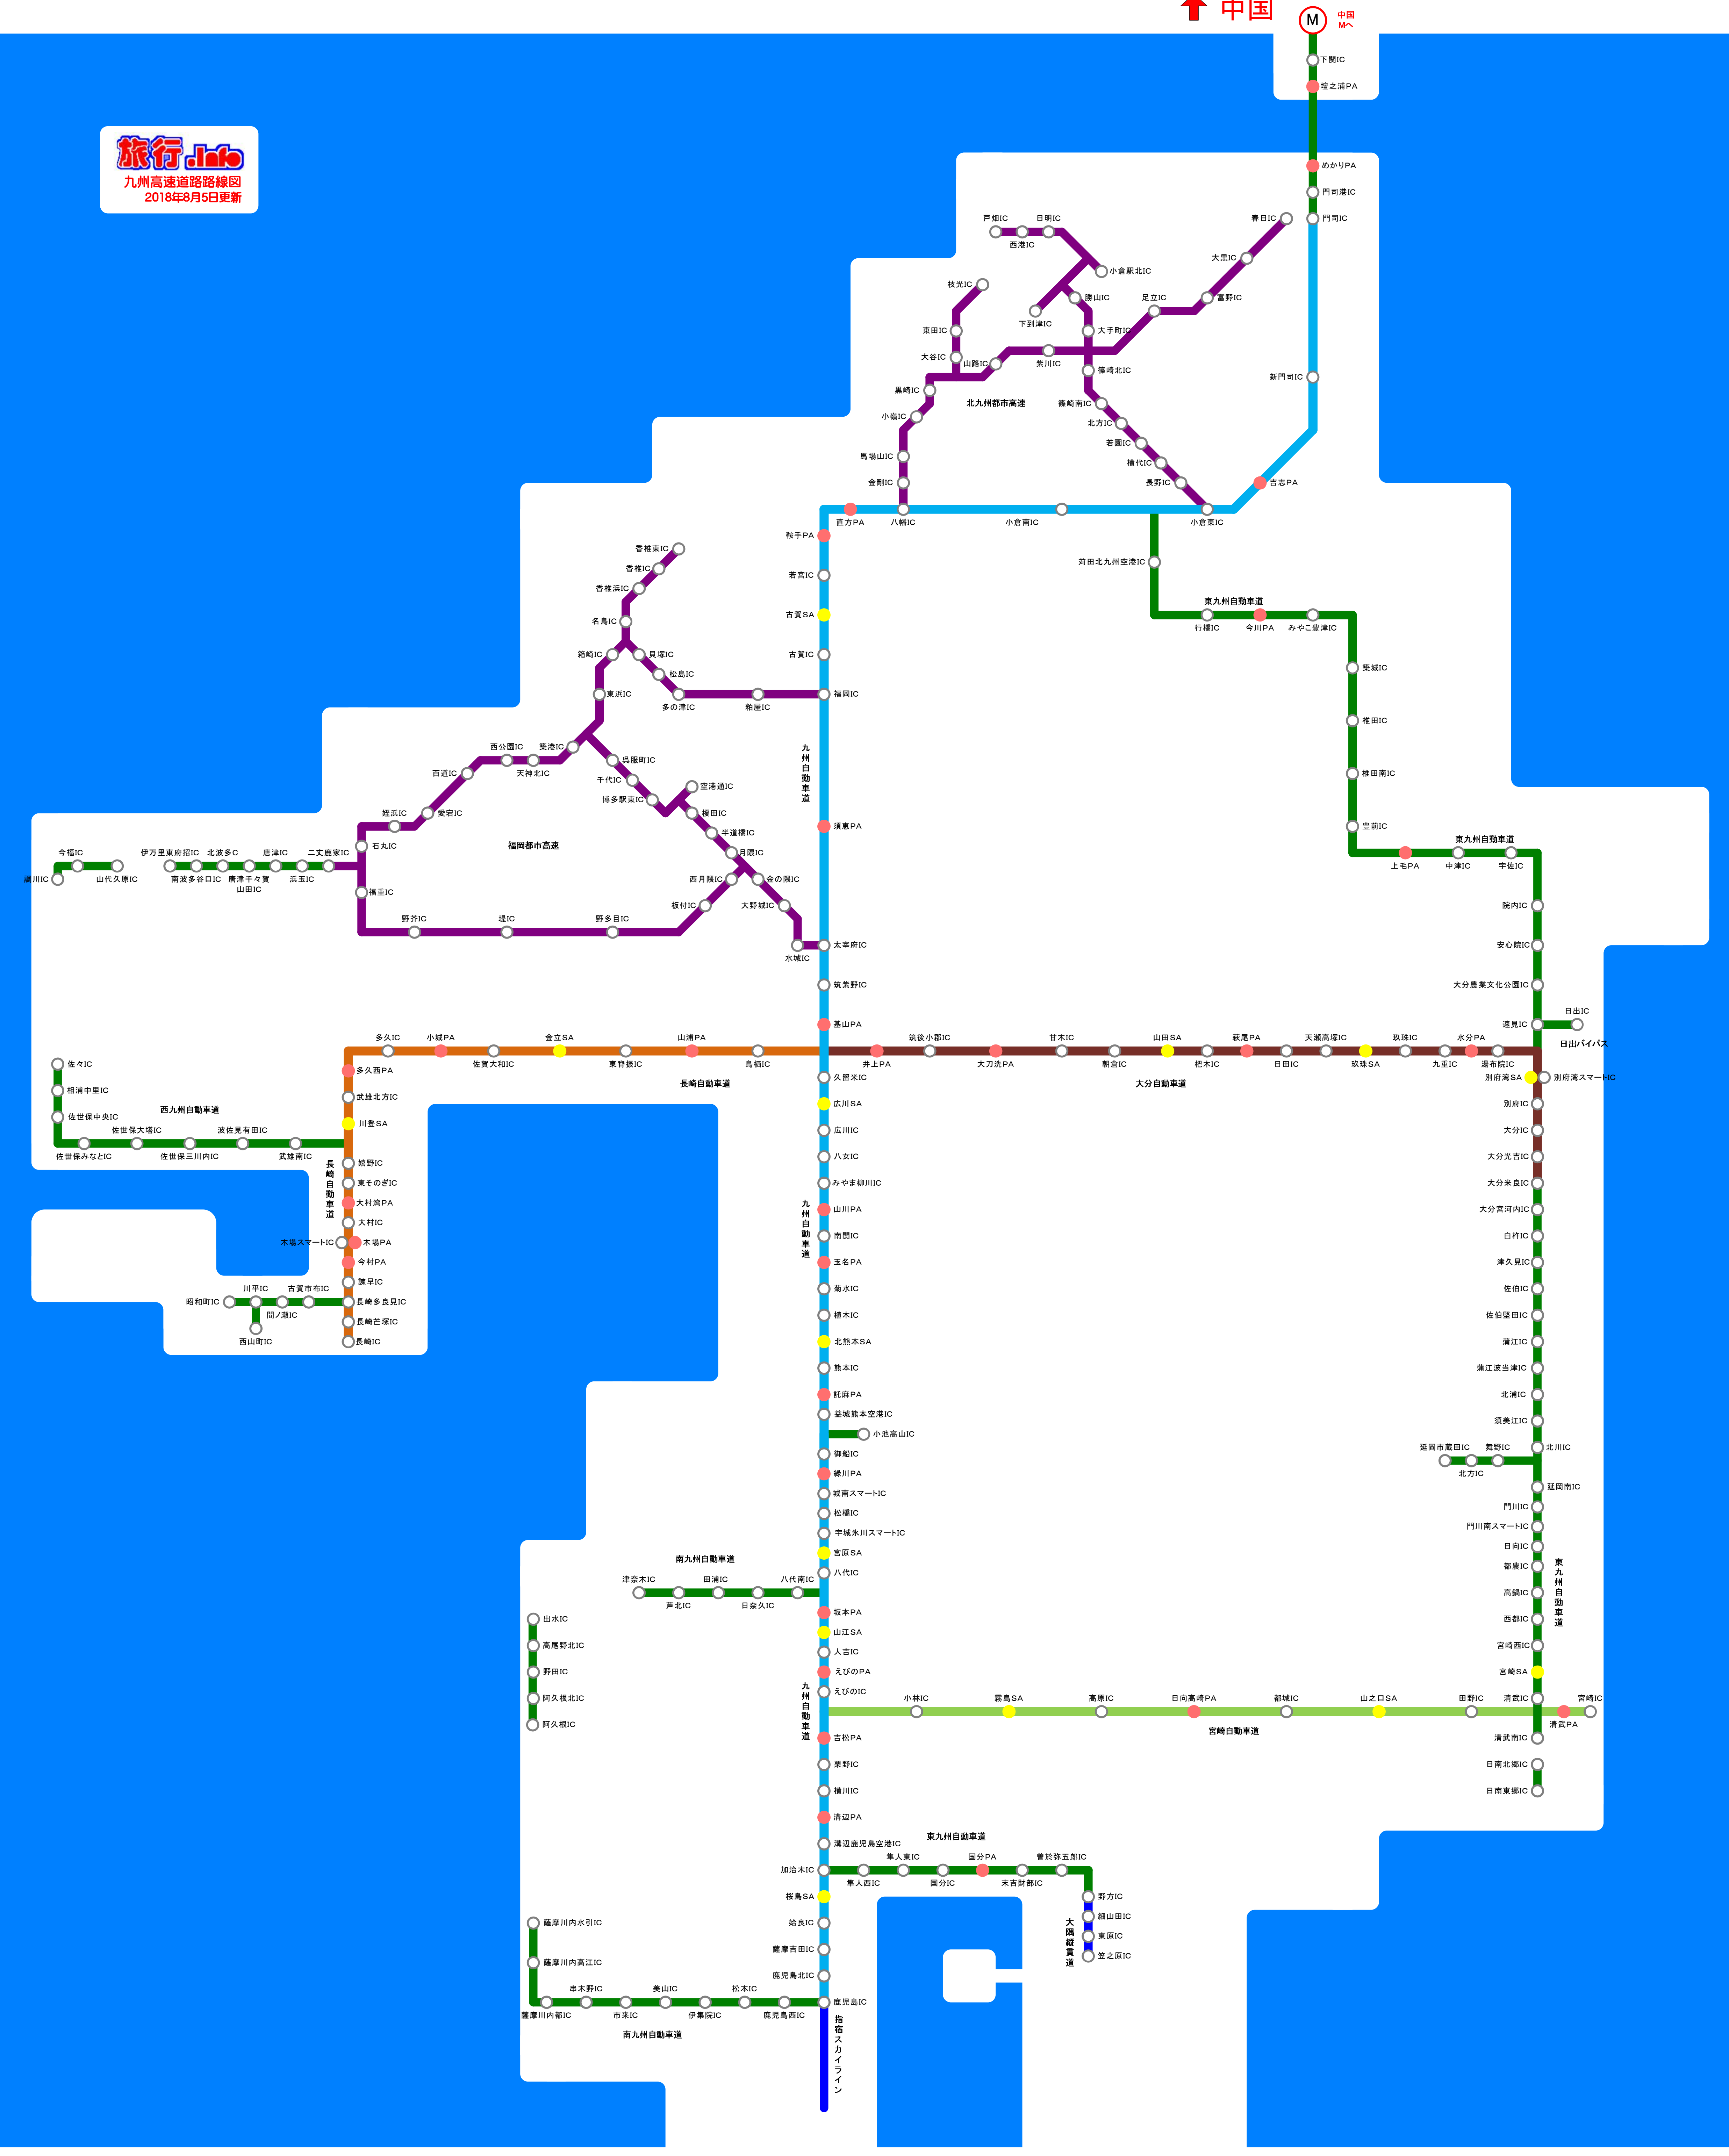 中国
M
中国
Mへ
下関IC
壇之浦PA
旅行.Info
九州高速道路路線図
2018年8月5日更新
めかりPA
門司港IC
門司IC
春日IC
戸畑IC
日明IC
西港IC
大黒IC
小倉駅北IC
枝光IC
勝山IC
足立IC
富野IC
下到津IC
東田IC
大手町IC
大谷IC
山路IC
紫川IC
篠崎北IC
新門司IC
黒崎IC
北九州都市高速
篠崎南IC
小嶺IC
北方IC
若園IC
馬場山IC
横代IC
金剛IC
長野IC
吉志PA
直方PA
八幡IC
小倉南IC
小倉東IC
鞍手PA
香椎東IC
苅田北九州空港IC
香椎IC
若宮IC
香椎浜IC
東九州自動車道
古賀SA
名島IC
行橋IC
今川PA
みやこ豊津IC
箱崎IC
貝塚IC
古賀IC
松島IC
築城IC
東浜IC
多の津IC
粕屋IC
福岡IC
椎田IC
九州自動車道
西公園IC
築港IC
呉服町IC
百道IC
天神北IC
千代IC
椎田南IC
空港通IC
博多駅東IC
姪浜IC
愛宕IC
榎田IC
須恵PA
豊前IC
半道橋IC
東九州自動車道
石丸IC
福岡都市高速
月隈IC
今福IC
伊万里東府招IC
北波多C
唐津IC
二丈鹿家IC
上毛PA
中津IC
宇佐IC
調川IC
山代久原IC
南波多谷口IC
唐津千々賀
山田IC
浜玉IC
西月隈IC
金の隈IC
福重IC
板付IC
大野城IC
院内IC
野芥IC
堤IC
野多目IC
太宰府IC
安心院IC
水城IC
筑紫野IC
大分農業文化公園IC
日出IC
基山PA
速見IC
日出バイパス
多久IC
小城PA
金立SA
山浦PA
筑後小郡IC
甘木IC
山田SA
萩尾PA
天瀬高塚IC
玖珠IC
水分PA
佐々IC
佐賀大和IC
東脊振IC
鳥栖IC
井上PA
大刀洗PA
朝倉IC
杷木IC
日田IC
玖珠SA
九重IC
湯布院IC
多久西PA
長崎自動車道
久留米IC
大分自動車道
別府湾SA
別府湾スマートIC
相浦中里IC
武雄北方IC
広川SA
別府IC
西九州自動車道
佐世保中央IC
川登SA
佐世保大塔IC
波佐見有田IC
広川IC
大分IC
佐世保みなとIC
佐世保三川内IC
武雄南IC
八女IC
大分光吉IC
長崎自動車道
嬉野IC
東そのぎIC
みやま柳川IC
大分米良IC
大村湾PA
九州自動車道
山川PA
大分宮河内IC
大村IC
南関IC
臼杵IC
木場スマートIC
木場PA
今村PA
玉名PA
津久見IC
諫早IC
川平IC
古賀市布IC
菊水IC
佐伯IC
昭和町IC
間ノ瀬IC
長崎多良見IC
植木IC
佐伯堅田IC
長崎芒塚IC
西山町IC
長崎IC
北熊本SA
蒲江IC
熊本IC
蒲江波当津IC
託麻PA
北浦IC
益城熊本空港IC
須美江IC
小池高山IC
御船IC
延岡市蔵田IC
舞野IC
北川IC
緑川PA
北方IC
城南スマートIC
延岡南IC
松橋IC
門川IC
宇城氷川スマートIC
門川南スマートIC
宮原SA
日向IC
南九州自動車道
八代IC
都農IC
東九州自動車道
津奈木IC
田浦IC
八代南IC
戸北IC
日奈久IC
高鍋IC
坂本PA
出水IC
西都IC
山江SA
高尾野北IC
人吉IC
宮崎西IC
野田IC
えびのPA
宮崎SA
九州自動車道
えびのIC
阿久根北IC
小林IC
霧島SA
高原IC
日向高崎PA
都城IC
山之口SA
田野IC
清武IC
宮崎IC
阿久根IC
宮崎自動車道
清武PA
吉松PA
清武南IC
栗野IC
日南北郷IC
横川IC
日南東郷IC
溝辺PA
溝辺鹿児島空港IC
東九州自動車道
加治木IC
隼人東IC
国分PA
曽於弥五郎IC
隼人西IC
国分IC
末吉財部IC
桜島SA
野方IC
薩摩川内水引IC
姶良IC
大隅縦貫道
細山田IC
東原IC
薩摩吉田IC
笠之原IC
薩摩川内高江IC
鹿児島北IC
串木野IC
美山IC
松本IC
鹿児島IC
薩摩川内都IC
市来IC
伊集院IC
鹿児島西IC
南九州自動車道
指宿スカイライン